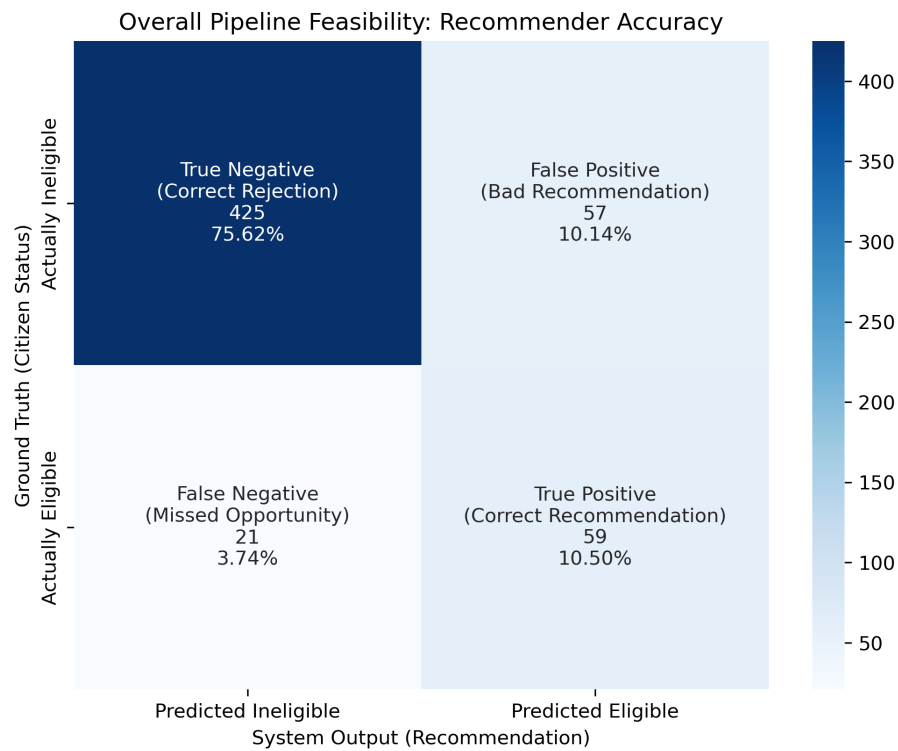 Overall Pipeline Feasibility: Recommender Accuracy
Ground Truth (Citizen Status)
Actually Ineligible
Actually Eligible
True Negative
(Correct Rejection)
425
75.62%
False Positive
(Bad Recommendation)
57
10.14%
False Negative
(Missed Opportunity)
21
3.74%
True Positive
(Correct Recommendation)
59
10.50%
Predicted Ineligible
Predicted Eligible
System Output (Recommendation)
400
350
300
250
200
150
100
50